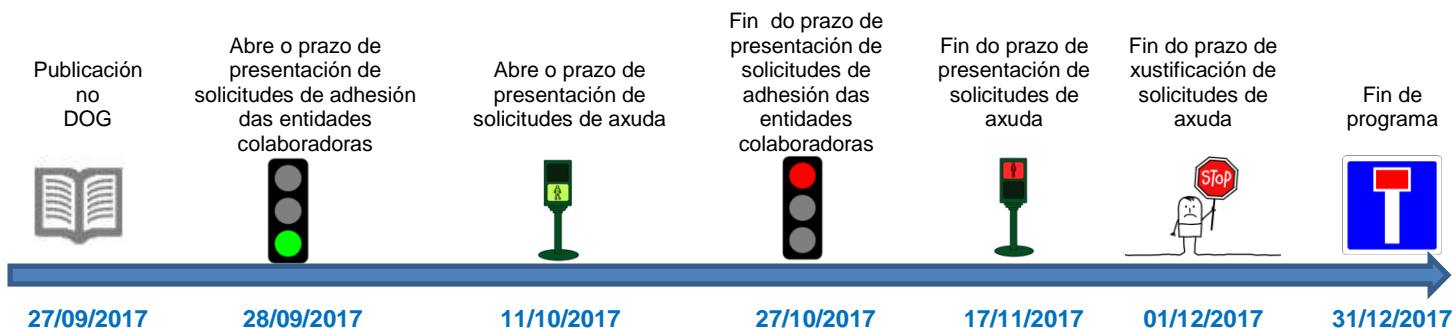 Publicación
no
DOG
Abre o prazo de
presentación de
solicitudes de adhesión
das entidades
colaboradoras
Abre o prazo de
presentación de
solicitudes de axuda
Fin do prazo de
presentación de
solicitudes de
adhesión das
entidades
colaboradoras
Fin do prazo de
presentación de
solicitudes de
axuda
Fin do prazo de
xustificación de
solicitudes de
axuda
Fin de
programa
STOP
27/09/2017
28/09/2017
11/10/2017
27/10/2017
17/11/2017
01/12/2017
31/12/2017